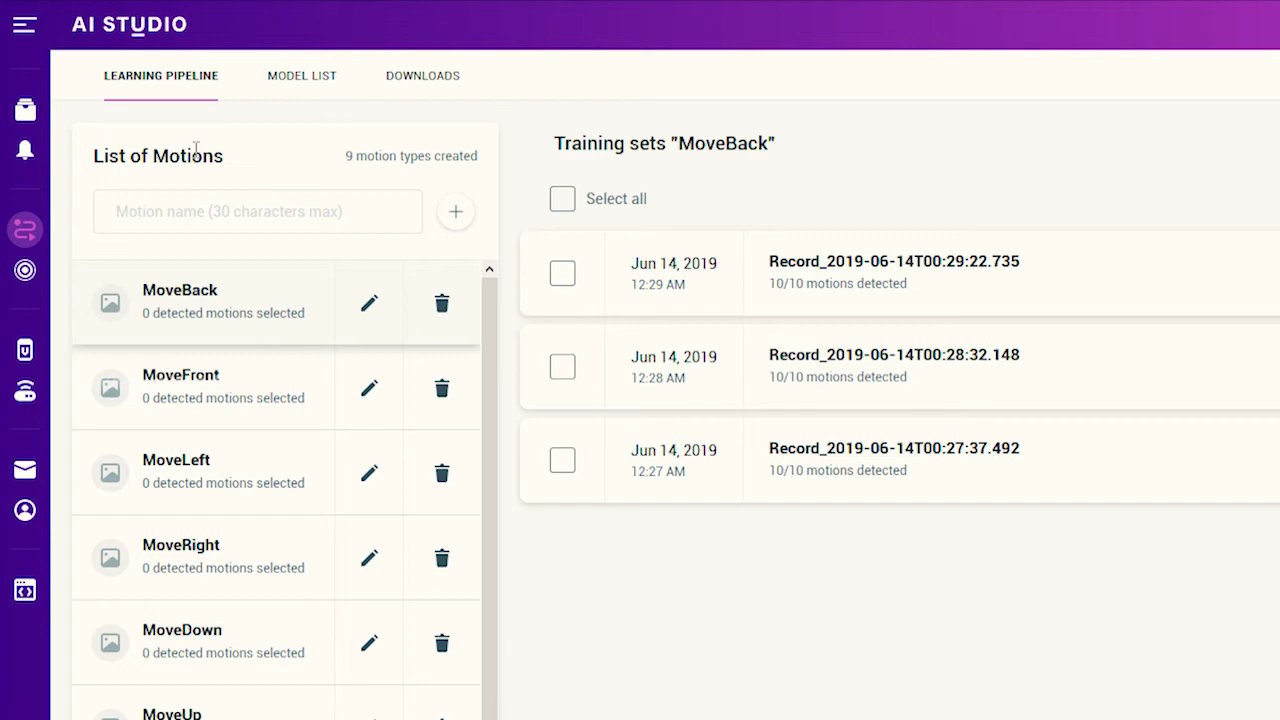 AI STUDIO
LEARNING PIPELINE MODEL LIST DOWNLOADS
List of Motions 9 motion types created
Motion name (30 characters max)
MoveBack
0 detected motions selected
MoveFront
0 detected motions selected
MoveLeft
0 detected motions selected
MoveRight
0 detected motions selected
MoveDown
0 detected motions selected
MoveUp
Training sets "MoveBack"
Select all
Jun 14, 2019 Record_2019-06-14T00:29:22.735
12:29 AM 10/10 motions detected
Jun 14, 2019 Record_2019-06-14T00:28:32.148
12:28 AM 10/10 motions detected
Jun 14, 2019 Record_2019-06-14T00:27:37.492
12:27 AM 10/10 motions detected